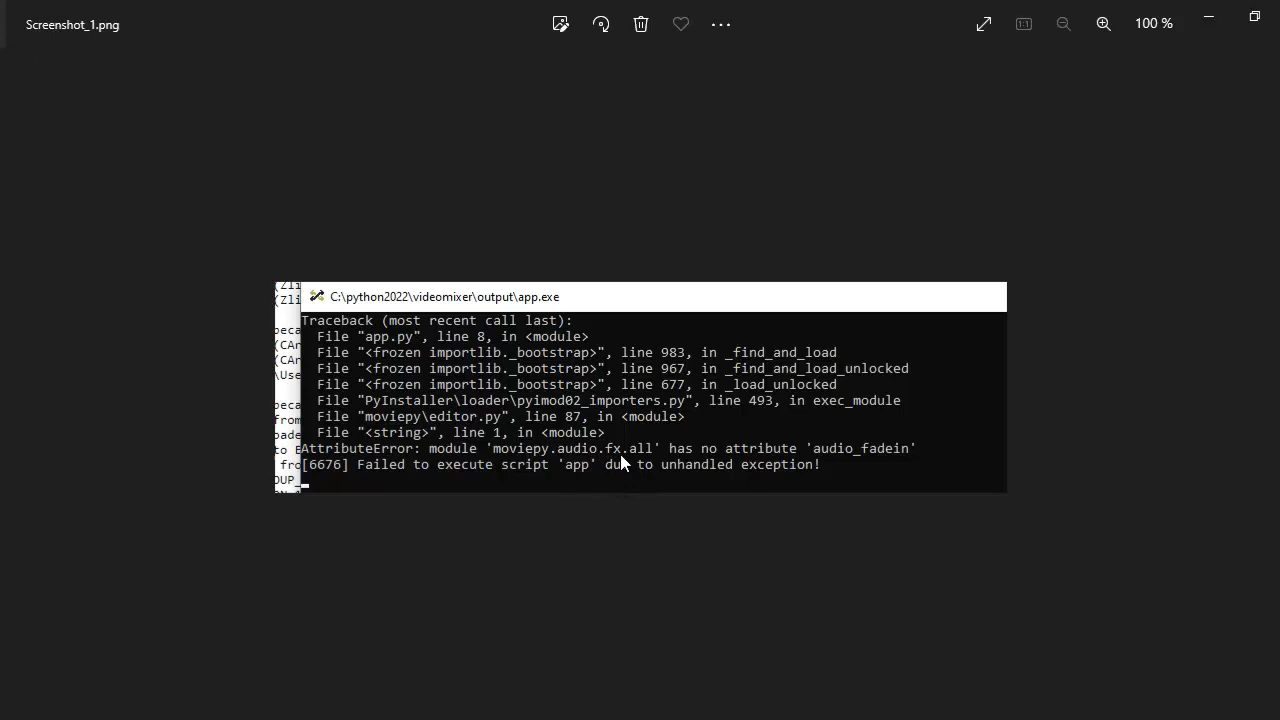 Screenshot_1.png
100 %
C:\python2022\videomixer\output\app.exe
Traceback (most recent call last):
File "app.py", line 8, in <module>
File "<frozen importlib._bootstrap>", line 983, in _find_and_load
File "<frozen importlib._bootstrap>", line 967, in _find_and_load_unlocked
File "<frozen importlib._bootstrap>", line 677, in _load_unlocked
File "PyInstaller\loader\pyimod02_importers.py", line 493, in exec_module
File "moviepy\editor.py", line 87, in <module>
File "<string>", line 1, in <module>
AttributeError: module 'moviepy.audio.fx.all' has no attribute 'audio_fadein'
[6676] Failed to execute script 'app' due to unhandled exception!